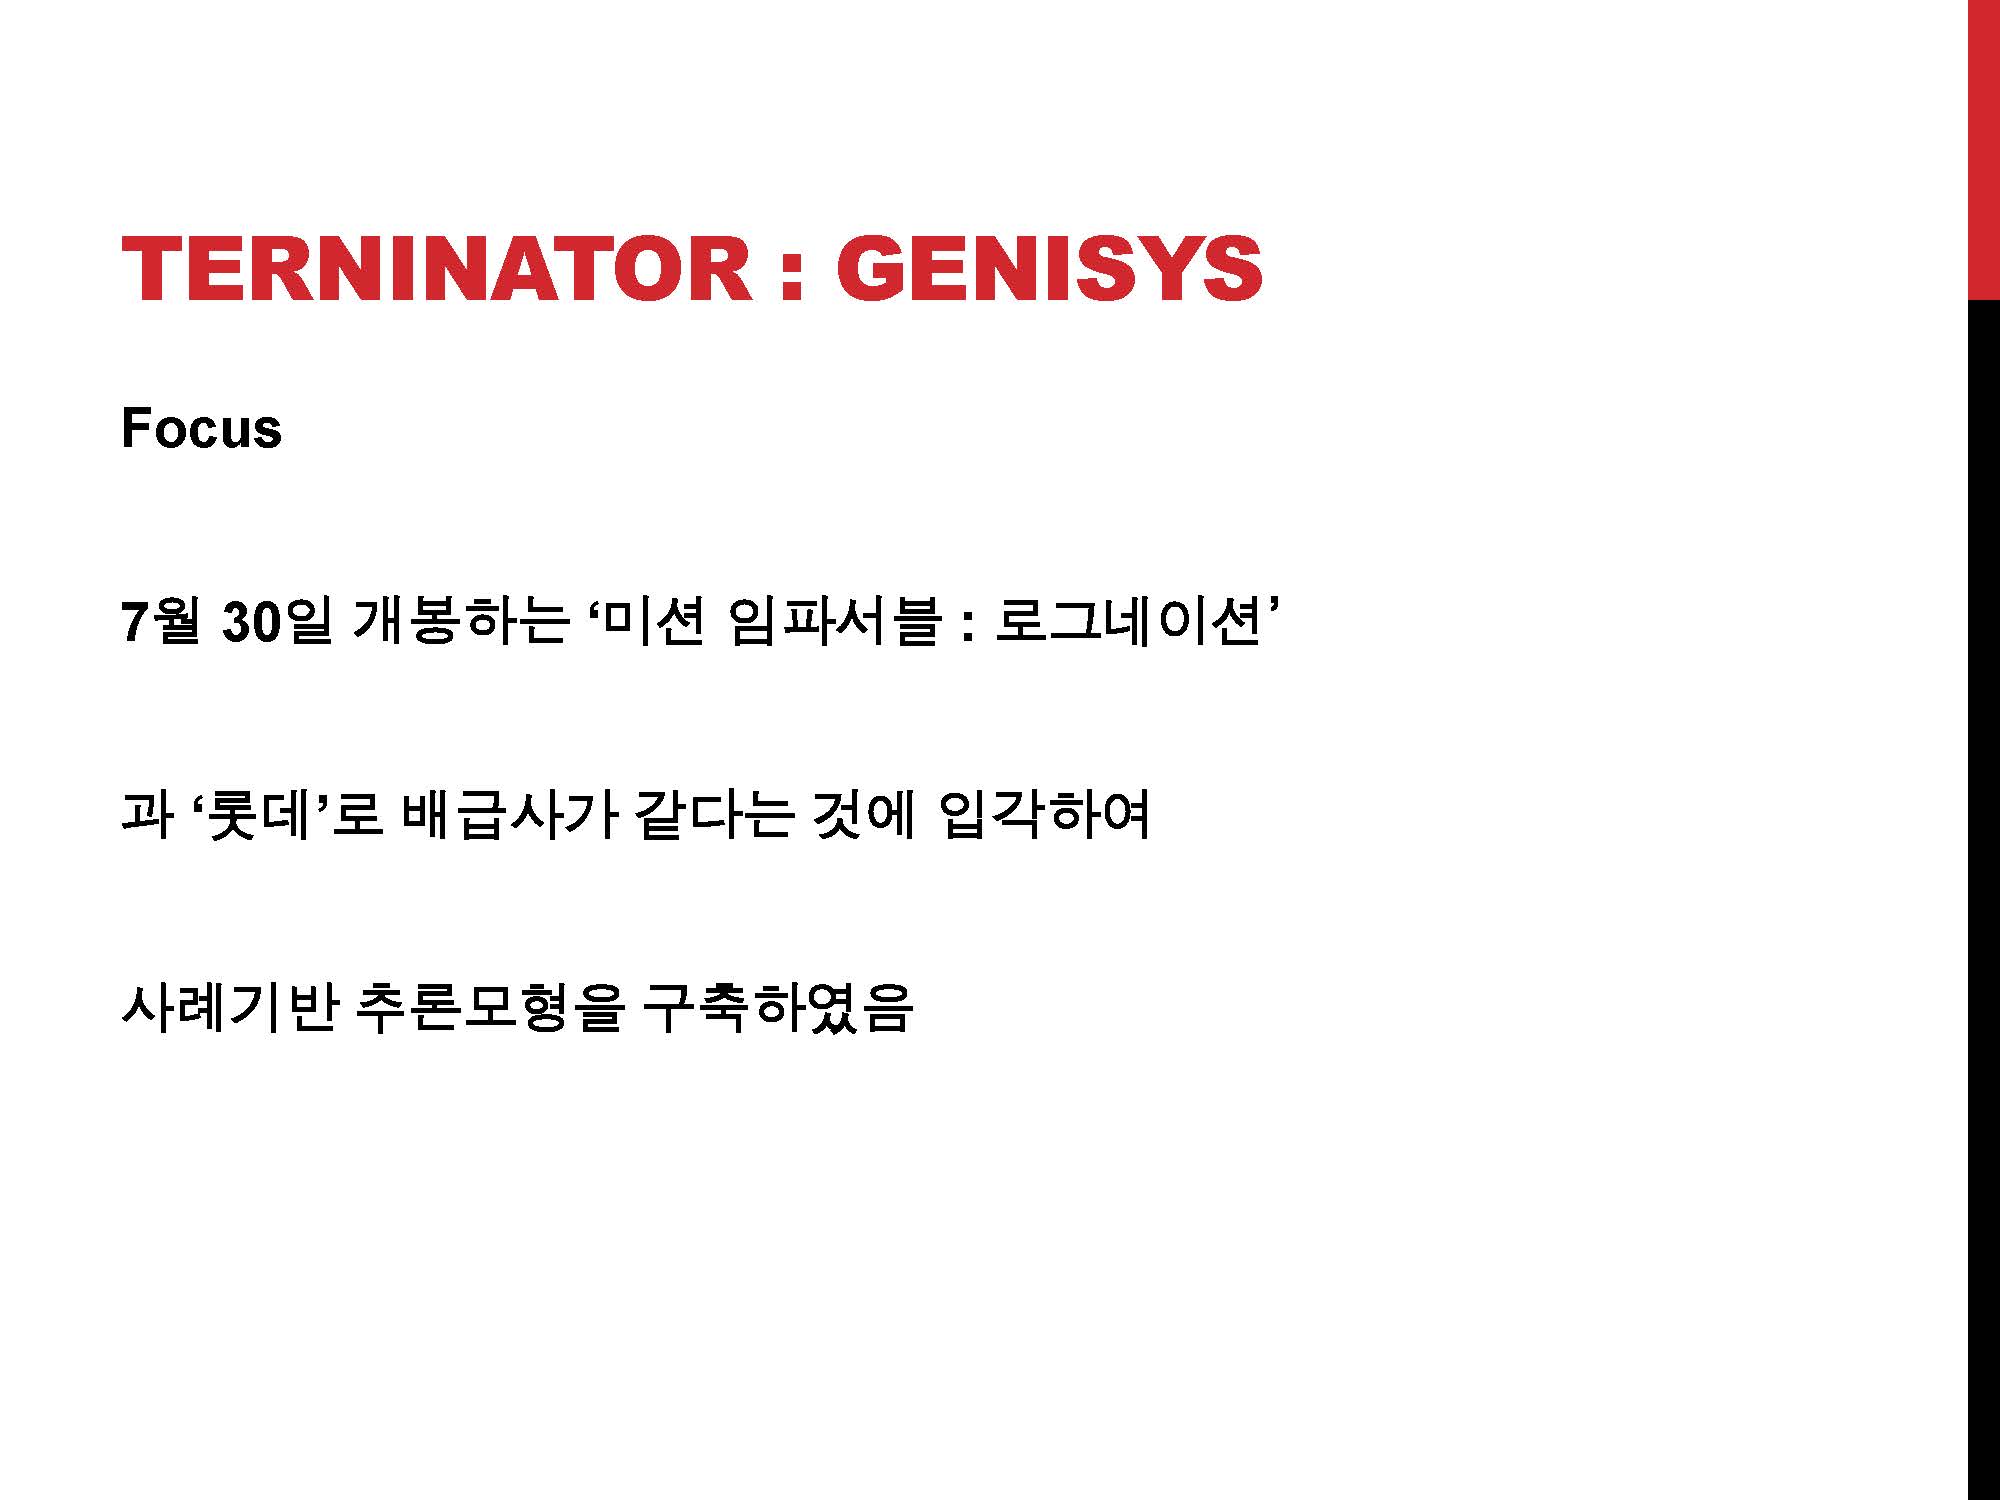 TERNINATOR : GENISYS
Focus
7월 30일 개봉하는 ‘미션 임파서블 : 로그네이션’
과 ‘롯데’로 배급사가 같다는 것에 입각하여
사례기반 추론모형을 구축하였음